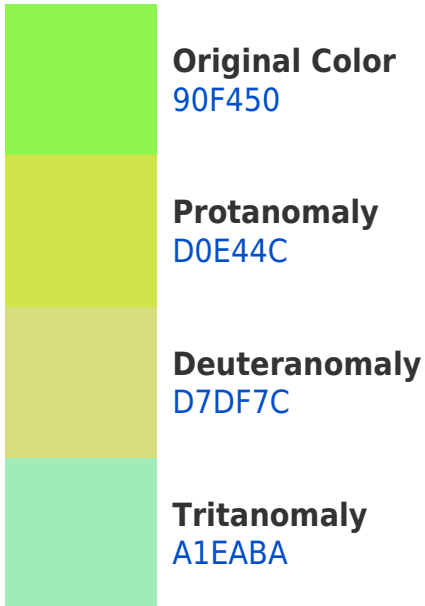 Original Color
90F450
Protanomaly
D0E44C
Deuteranomaly
D7DF7C
Tritanomaly
A1EABA